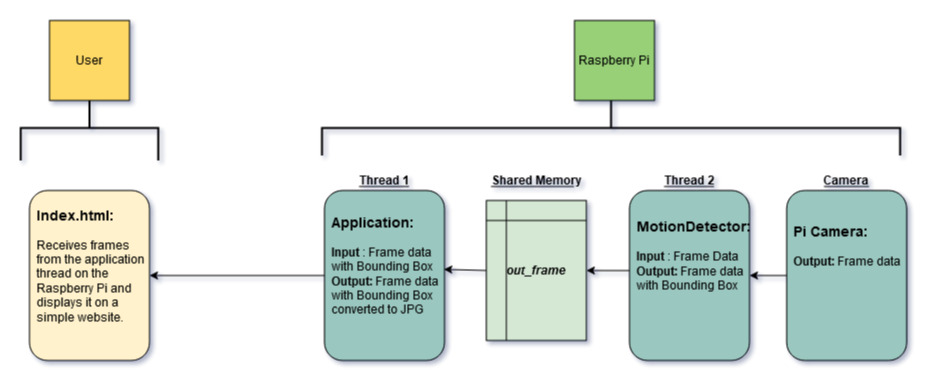 User
Raspberry Pi
Thread 1
Shared Memory
Thread 2
Camera
Index.html:
Receives frames
from the application
thread on the
Raspberry Pi and
displays it on a
simple website.
Application:
Input : Frame data
with Bounding Box
Output: Frame data
with Bounding Box
converted to JPG
out_frame
MotionDetector:
Input : Frame Data
Output: Frame data
with Bounding Box
Pi Camera:
Output: Frame data